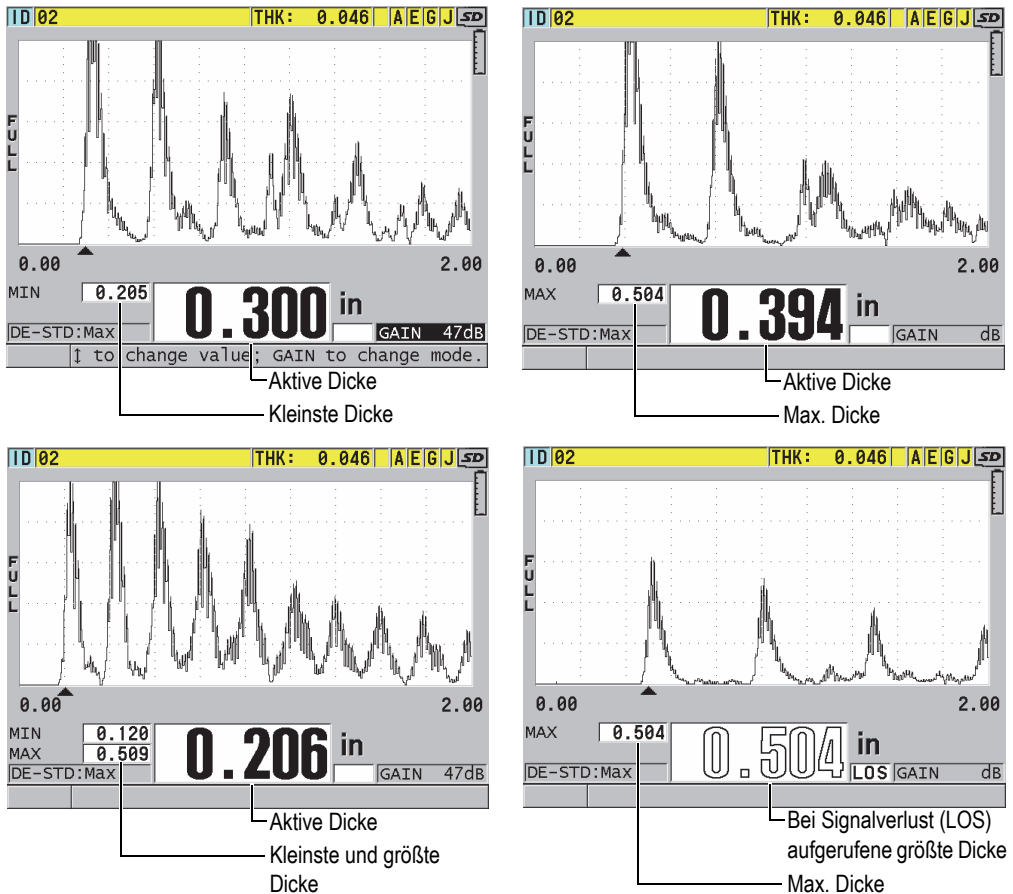 ID 02 THK: 0.046 A E G J SD
FULL
0.00 2.00
MIN 0.205 0.300 in
DE-STD:Max GAIN 47dB
↕ to change value; GAIN to change mode.
Aktive Dicke
Kleinste Dicke
ID 02 THK: 0.046 A E G J SD
FULL
0.00 2.00
MAX 0.504 0.394 in
DE-STD:Max GAIN dB
Aktive Dicke
Max. Dicke
ID 02 THK: 0.046 A E G J SD
FULL
0.00 2.00
MIN 0.120
MAX 0.509 0.206 in
DE-STD:Max GAIN 47dB
Aktive Dicke
Kleinste und größte
Dicke
ID 02 THK: 0.046 A E G J SD
FULL
0.00 2.00
MAX 0.504 0.504 in
DE-STD:Max LOS GAIN dB
Bei Signalverlust (LOS)
aufgerufene größte Dicke
Max. Dicke